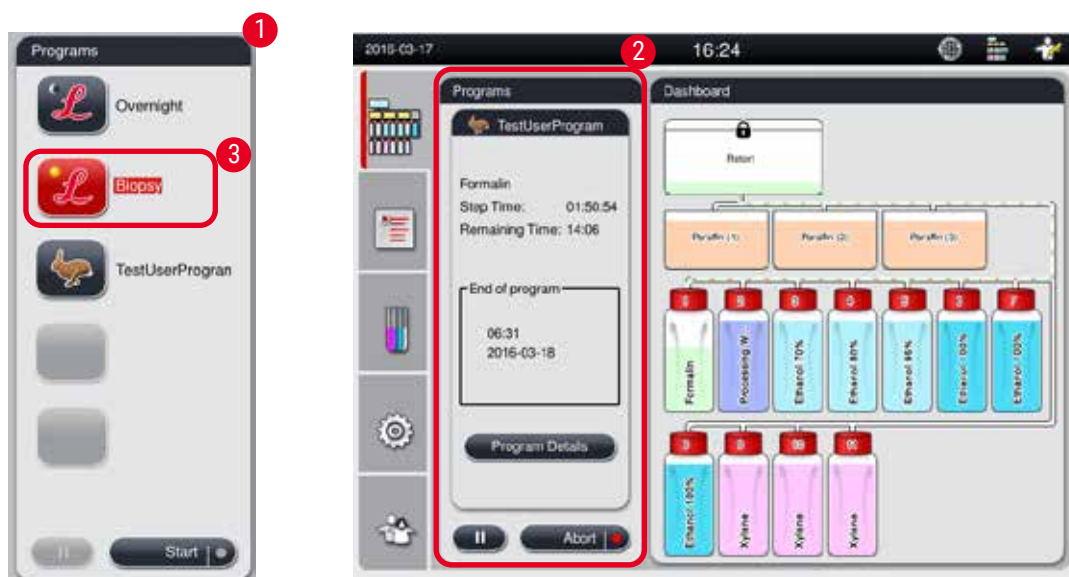 1
Programs
Overnight
3
Biopsy
TestUserProgran
Start
2016-03-17
2
16:24
Programs
TestUserProgram
Formalin
Step Time: 01:50:54
Remaining Time: 14:06
End of program
06:31
2016-03-18
Program Details
Abort
Dashboard
Retort
Paraffin (1)
Paraffin (2)
Paraffin (3)
1
Formalin
Processing W...
Ethanol 70%
Ethanol 80%
Ethanol 95%
Ethanol 100%
7
Ethanol 100%
Ethanol 100%
Xylene
Xylene
Xylene